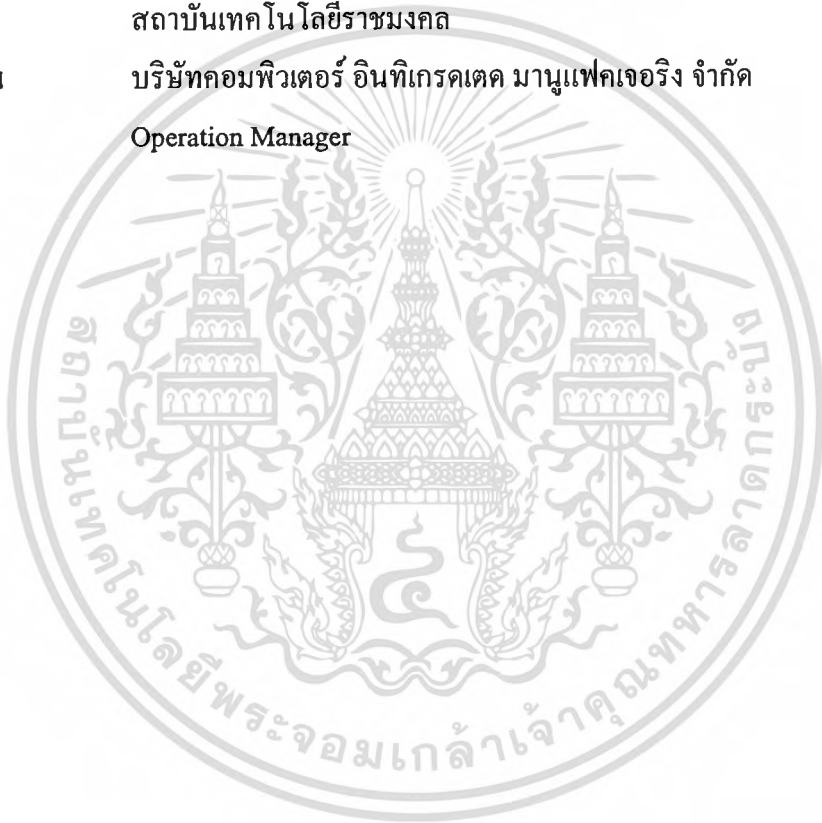 สถาบันเทคโนโลยีราชมงคล
บริษัทคอมพิวเตอร์ อินทิเกรดเตด มานูแฟคเจอริง จำกัด
Operation Manager
สถาบันเทคโนโลยีพระจอมเกล้าเจ้าคุณทหารลาดกระบัง